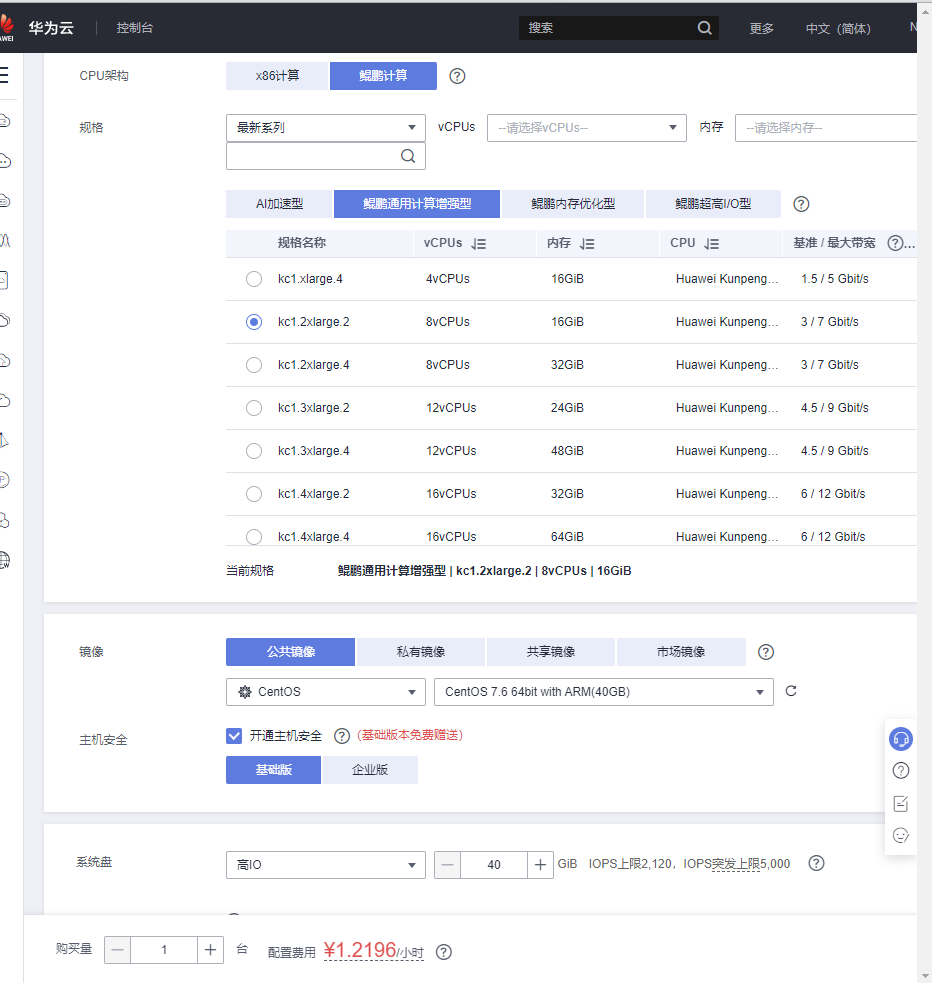 华为云 控制台 搜索 更多 中文（简体） N
CPU架构 x86计算 鲲鹏计算
规格 最新系列 vCPUs --请选择vCPUs-- 内存 --请选择内存--
AI加速型 鲲鹏通用计算增强型 鲲鹏内存优化型 鲲鹏超高I/O型
规格名称 vCPUs 内存 CPU 基准 / 最大带宽 ...
kc1.xlarge.4 4vCPUs 16GiB Huawei Kunpeng... 1.5 / 5 Gbit/s
kc1.2xlarge.2 8vCPUs 16GiB Huawei Kunpeng... 3 / 7 Gbit/s
kc1.2xlarge.4 8vCPUs 32GiB Huawei Kunpeng... 3 / 7 Gbit/s
kc1.3xlarge.2 12vCPUs 24GiB Huawei Kunpeng... 4.5 / 9 Gbit/s
kc1.3xlarge.4 12vCPUs 48GiB Huawei Kunpeng... 4.5 / 9 Gbit/s
kc1.4xlarge.2 16vCPUs 32GiB Huawei Kunpeng... 6 / 12 Gbit/s
kc1.4xlarge.4 16vCPUs 64GiB Huawei Kunpeng... 6 / 12 Gbit/s
当前规格 鲲鹏通用计算增强型 | kc1.2xlarge.2 | 8vCPUs | 16GiB
镜像 公共镜像 私有镜像 共享镜像 市场镜像
CentOS CentOS 7.6 64bit with ARM(40GB)
主机安全 开通主机安全 (基础版本免费赠送)
基础版 企业版
系统盘 高IO 40 GiB IOPS上限2,120，IOPS突发上限5,000
购买量 1 台 配置费用 ¥1.2196/小时